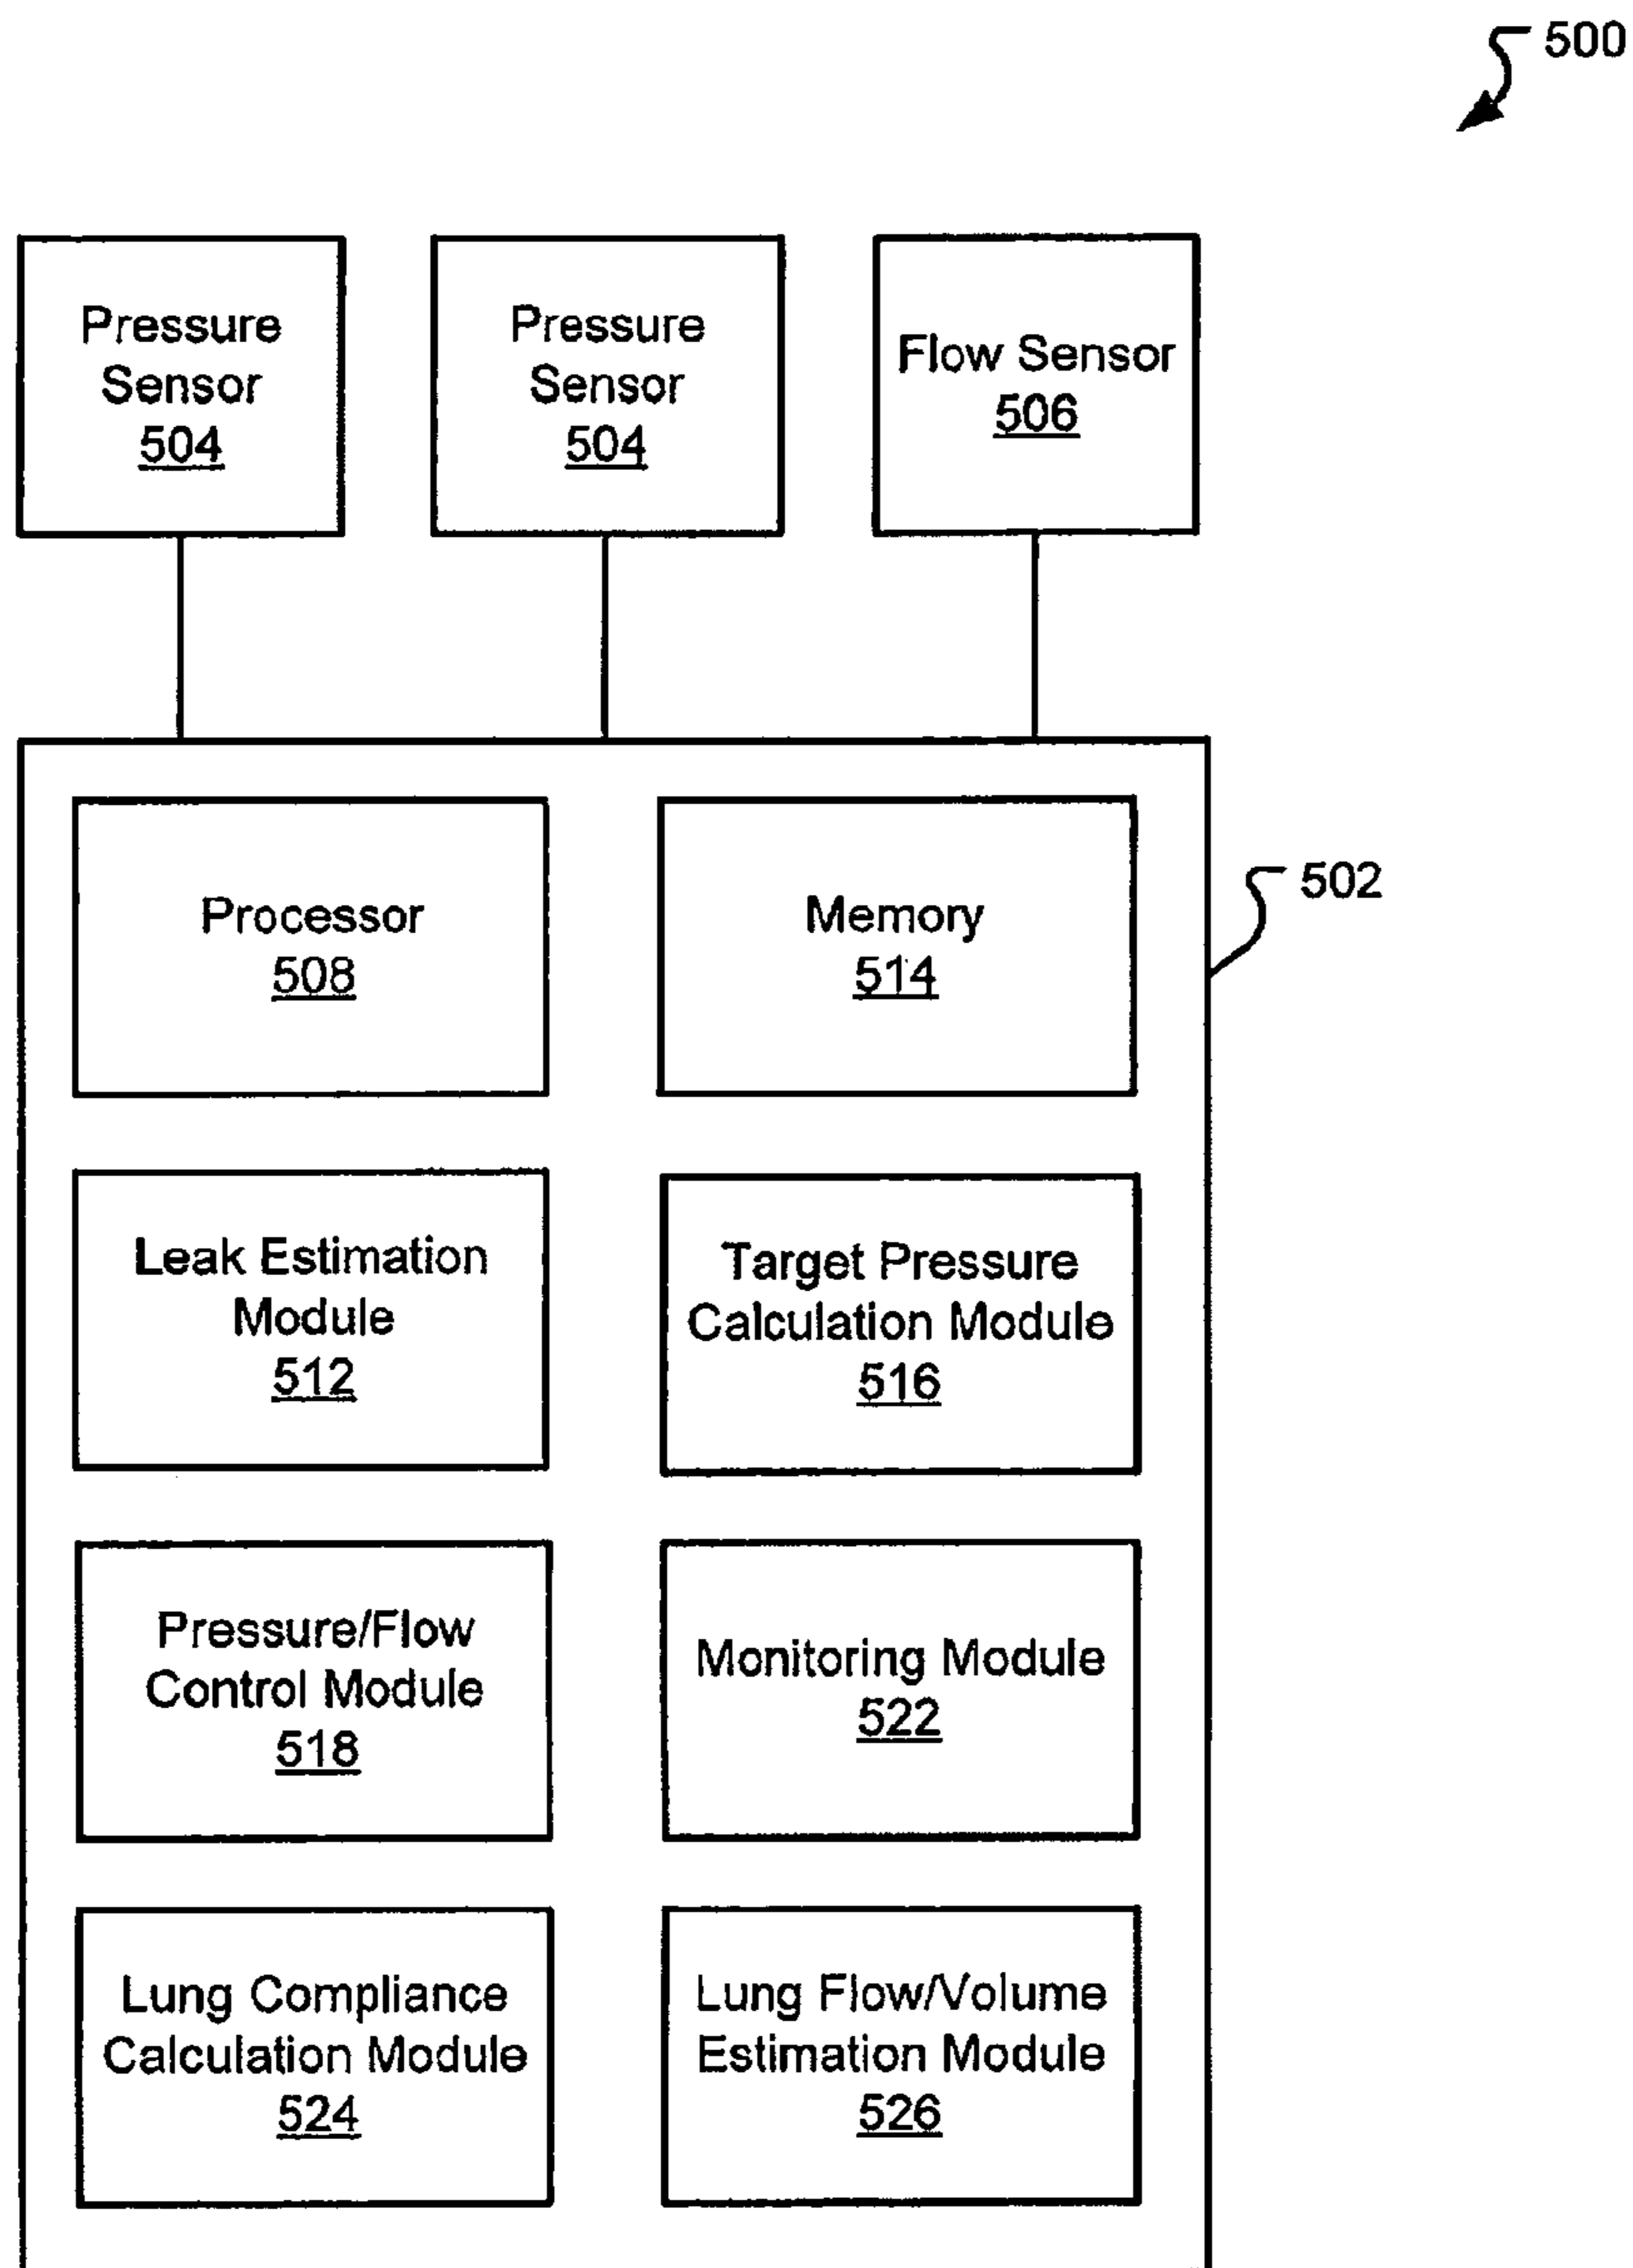 500
Pressure
Sensor
504
Pressure
Sensor
504
Flow Sensor
506
502
Processor
508
Memory
514
Leak Estimation
Module
512
Target Pressure
Calculation Module
516
Pressure/Flow
Control Module
518
Monitoring Module
522
Lung Compliance
Calculation Module
524
Lung Flow/Volume
Estimation Module
526